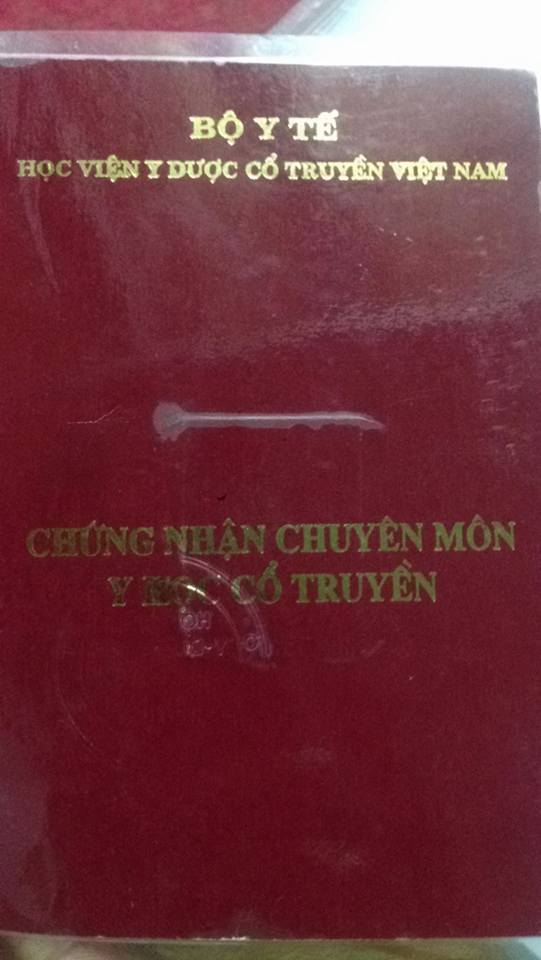 BỘ Y TẾ
HỌC VIỆN Y DƯỢC CỔ TRUYỀN VIỆT NAM
CHỨNG NHẬN CHUYÊN MÔN
Y HỌC CỔ TRUYỀN